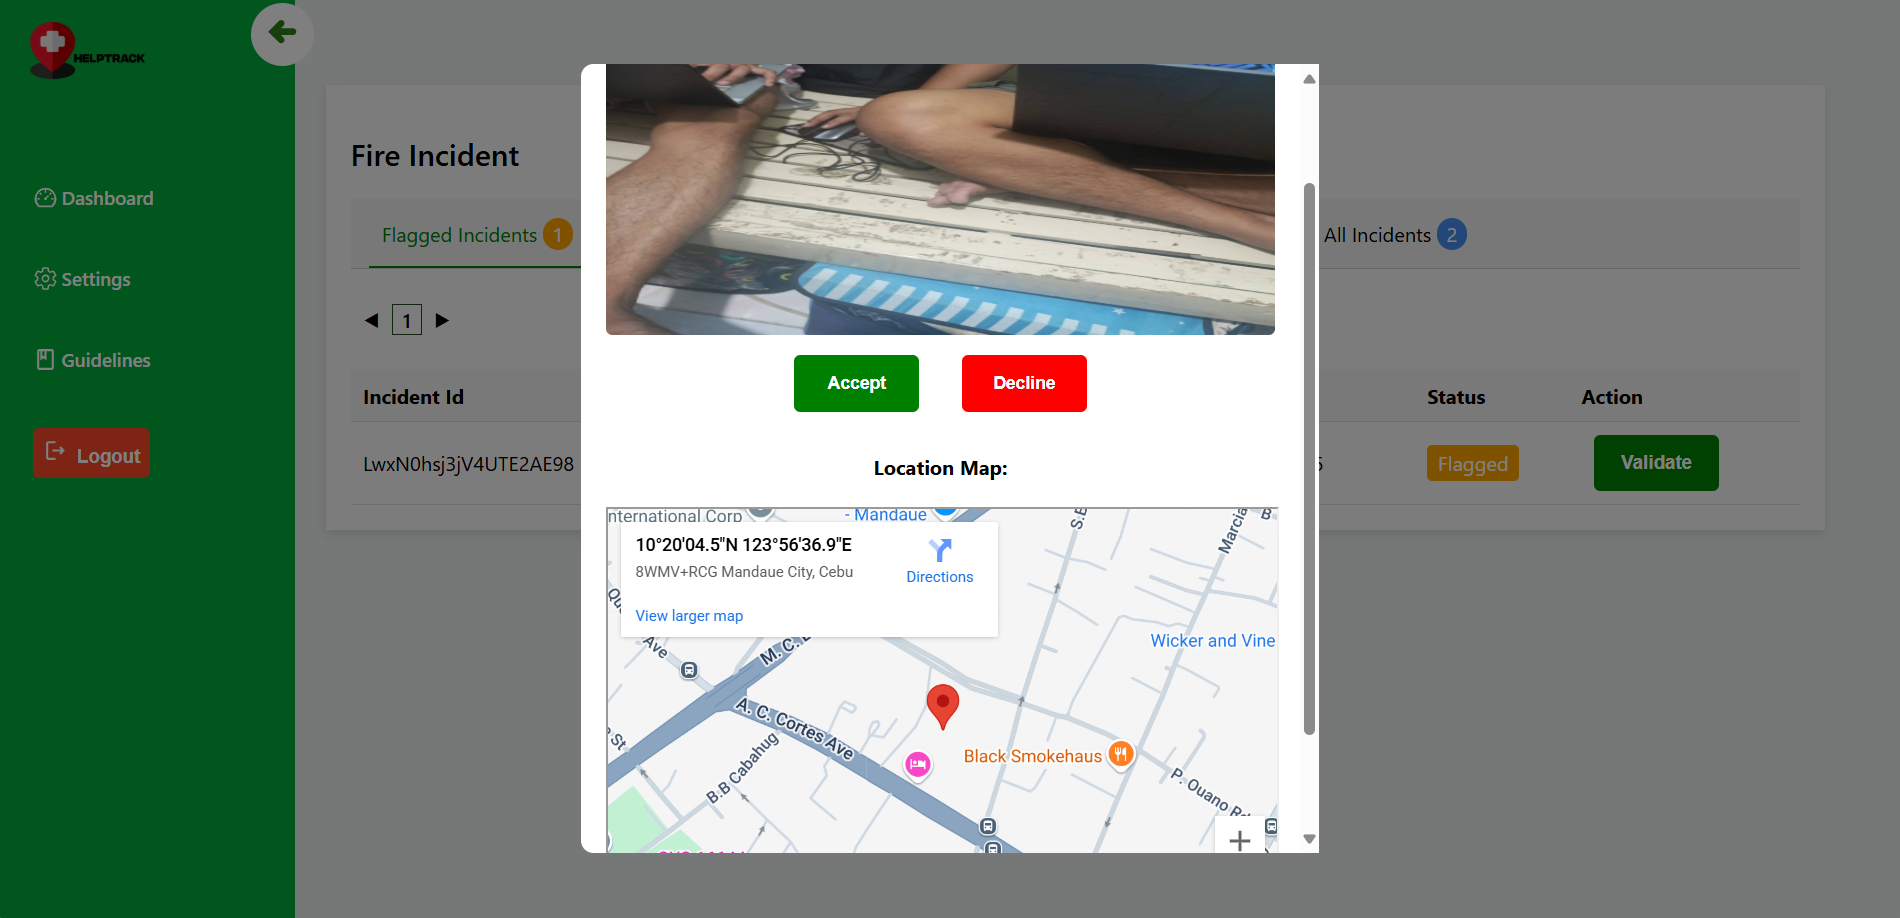 HELPTRACK
Dashboard
Settings
Guidelines
Logout
Fire Incident
Flagged Incidents 1
All Incidents 2
1
Incident Id
Status
Action
LwxN0hsj3jV4UTE2AE98
Flagged
Validate
Accept
Decline
Location Map:
nternational Corp
- Mandaue
10°20'04.5"N 123°56'36.9"E
8WMV+RCG Mandaue City, Cebu
Directions
View larger map
Ave
M. C.
A. C. Cortes Ave
B.B Cabahug
Wicker and Vine
Black Smokehaus
P. Ouano Rd
Marcia
B
St